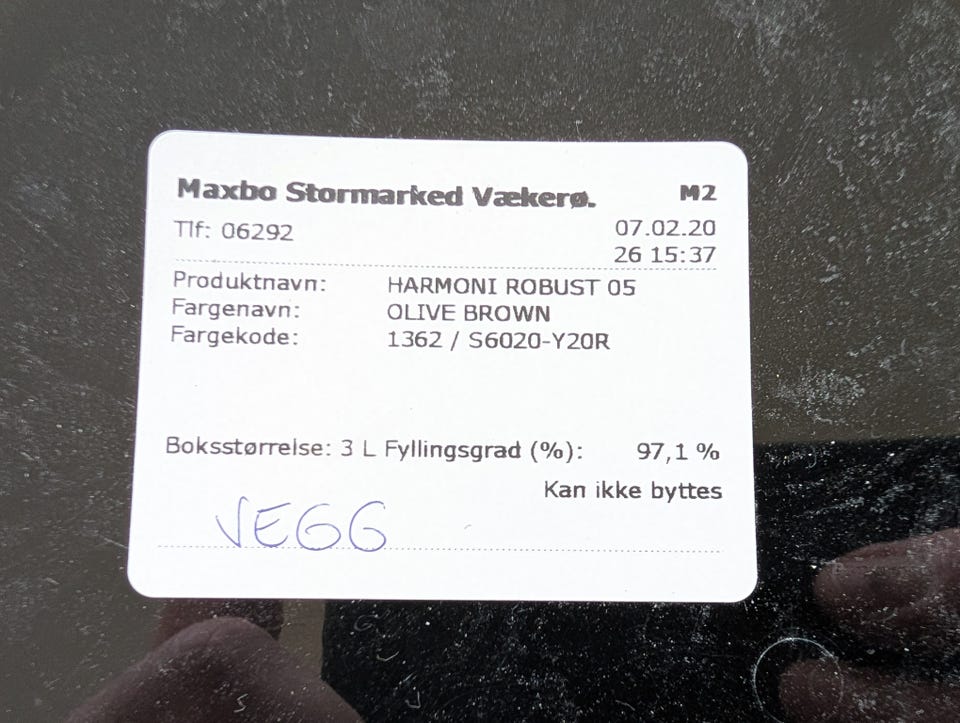 Maxbo Stormarked Vækerø. M2
Tlf: 06292 07.02.20
26 15:37
Produktnavn: HARMONI ROBUST 05
Fargenavn: OLIVE BROWN
Fargekode: 1362 / S6020-Y20R
Boksstørrelse: 3 L Fyllingsgrad (%): 97,1 %
Kan ikke byttes
VEGG